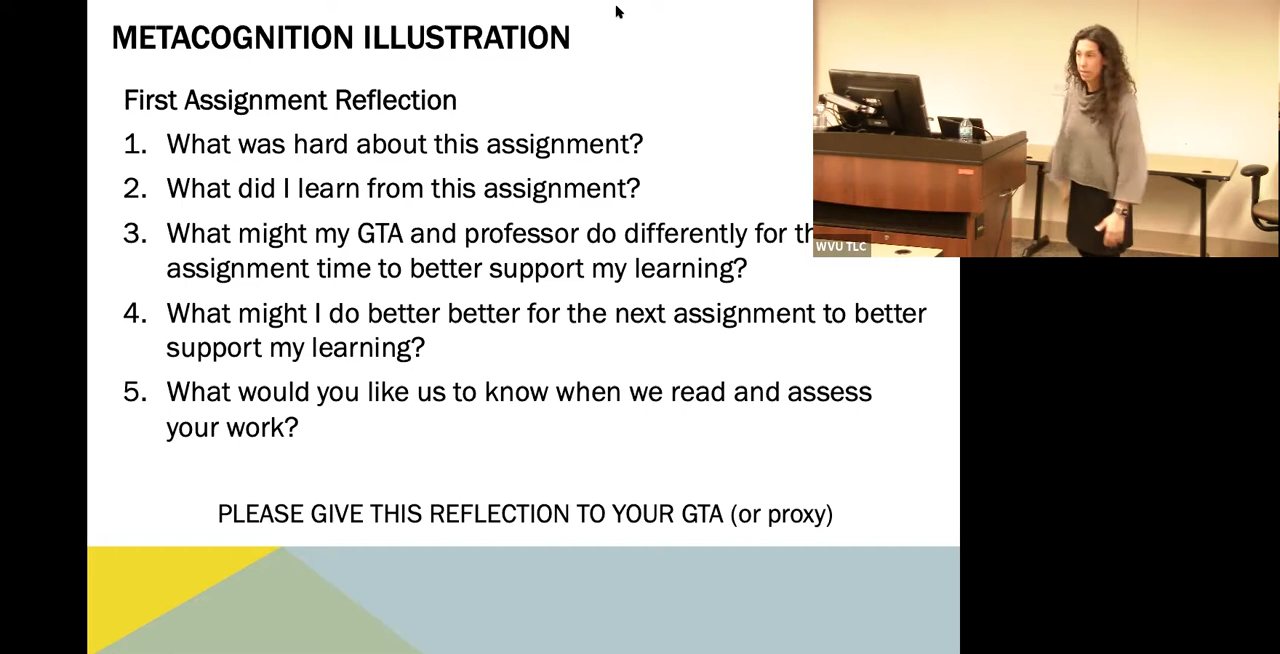 METACOGNITION ILLUSTRATION
First Assignment Reflection
1. What was hard about this assignment?
2. What did I learn from this assignment?
3. What might my GTA and professor do differently for
assignment time to better support my learning?
4. What might I do better better for the next assignment to better
support my learning?
5. What would you like us to know when we read and assess
your work?
PLEASE GIVE THIS REFLECTION TO YOUR GTA (or proxy)
WVU TLC